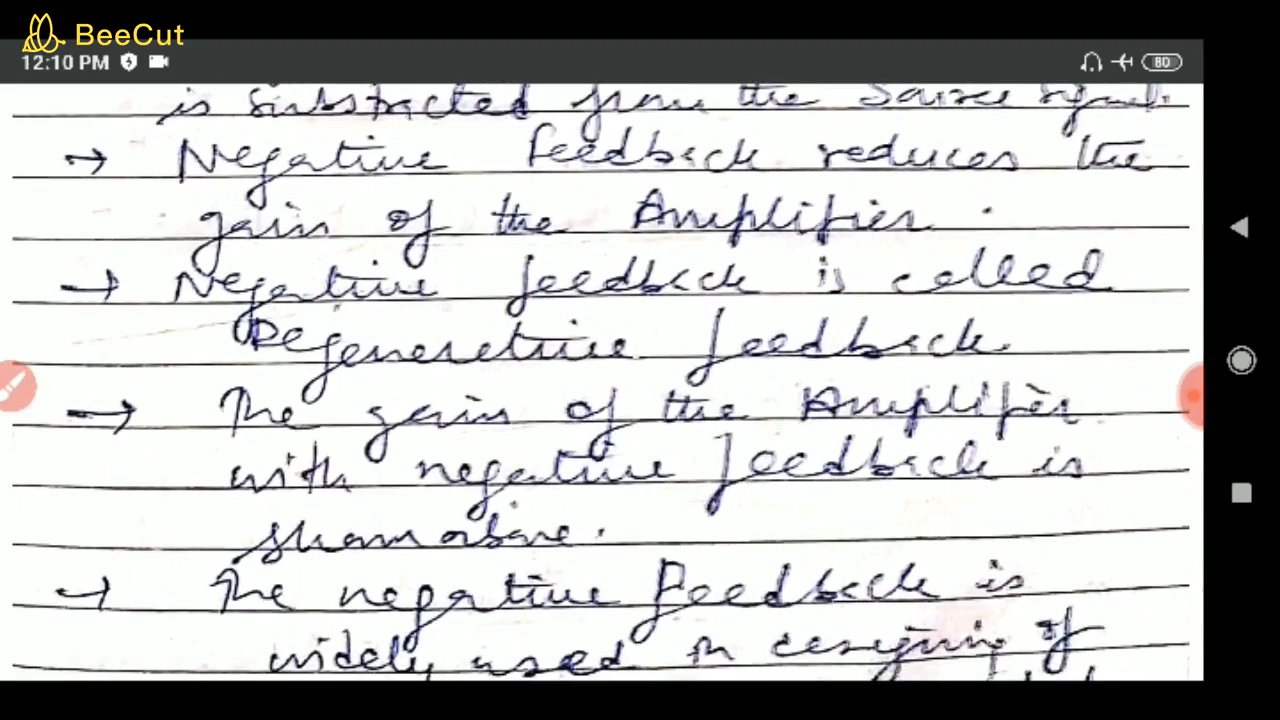 BeeCut
12:10 PM 80
is substracted from the Source signal.
→ Negative feedback reduces the
gain of the Amplifier.
→ Negative feedback is called
Degenerative feedback.
→ The gain of the Amplifier
with negative feedback is
shown above.
→ The negative Feedback is
widely used in designing of